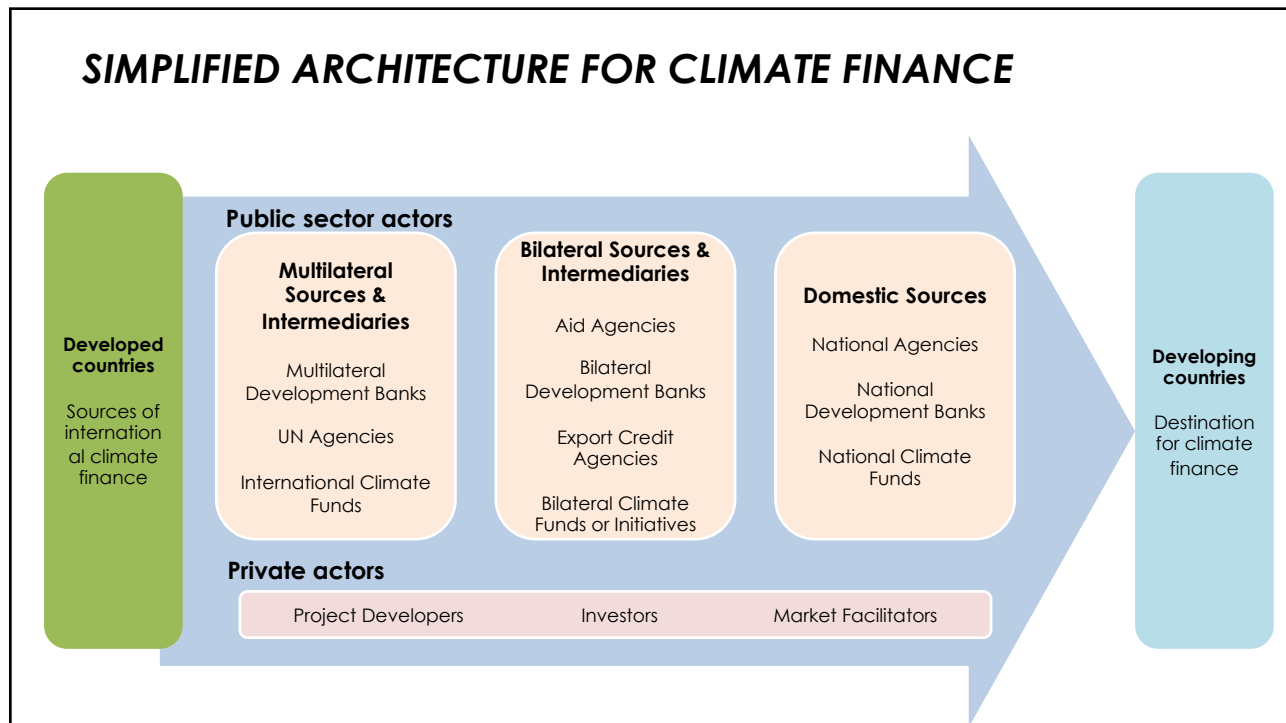 SIMPLIFIED ARCHITECTURE FOR CLIMATE FINANCE
Developed
countries
Sources of
internation
al climate
finance
Public sector actors
Multilateral
Sources &
Intermediaries
Multilateral
Development Banks
UN Agencies
International Climate
Funds
Bilateral Sources &
Intermediaries
Aid Agencies
Bilateral
Development Banks
Export Credit
Agencies
Bilateral Climate
Funds or Initiatives
Domestic Sources
National Agencies
National
Development Banks
National Climate
Funds
Private actors
Project Developers
Investors
Market Facilitators
Developing
countries
Destination
for climate
finance